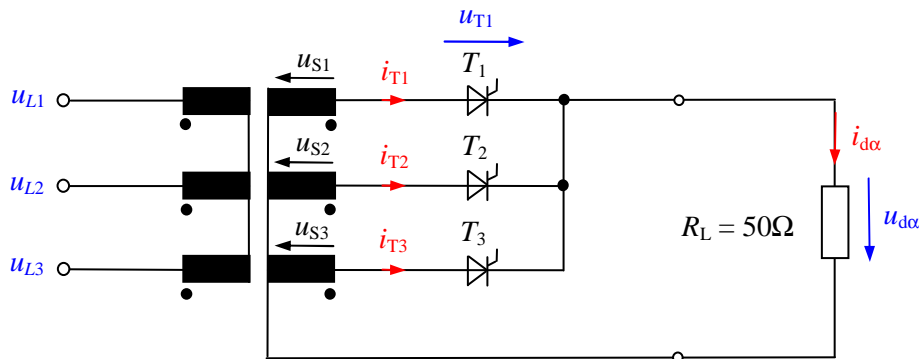 u_T1
u_S1 i_T1 T_1
u_L1
i_dα
u_S2 i_T2 T_2
u_L2
u_S3 i_T3 T_3 R_L = 50Ω u_dα
u_L3